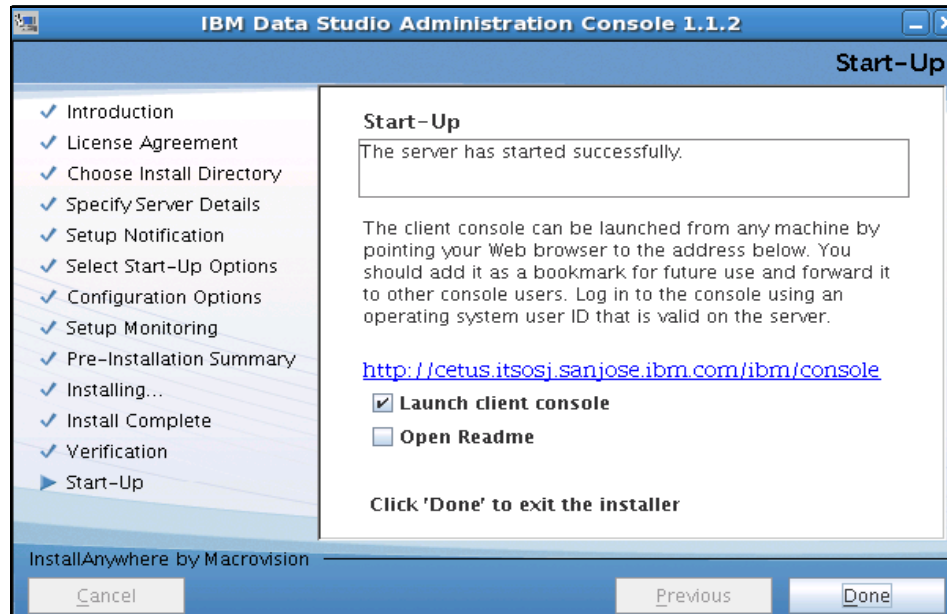 IBM Data Studio Administration Console 1.1.2
Start-Up
Introduction
License Agreement
Choose Install Directory
Specify Server Details
Setup Notification
Select Start-Up Options
Configuration Options
Setup Monitoring
Pre-Installation Summary
Installing...
Install Complete
Verification
Start-Up
Start-Up
The server has started successfully.
The client console can be launched from any machine by
pointing your Web browser to the address below. You
should add it as a bookmark for future use and forward it
to other console users. Log in to the console using an
operating system user ID that is valid on the server.
http://cetus.itsosj.sanjose.ibm.com/ibm/console
Launch client console
Open Readme
Click 'Done' to exit the installer
InstallAnywhere by Macrovision
Cancel
Previous
Done